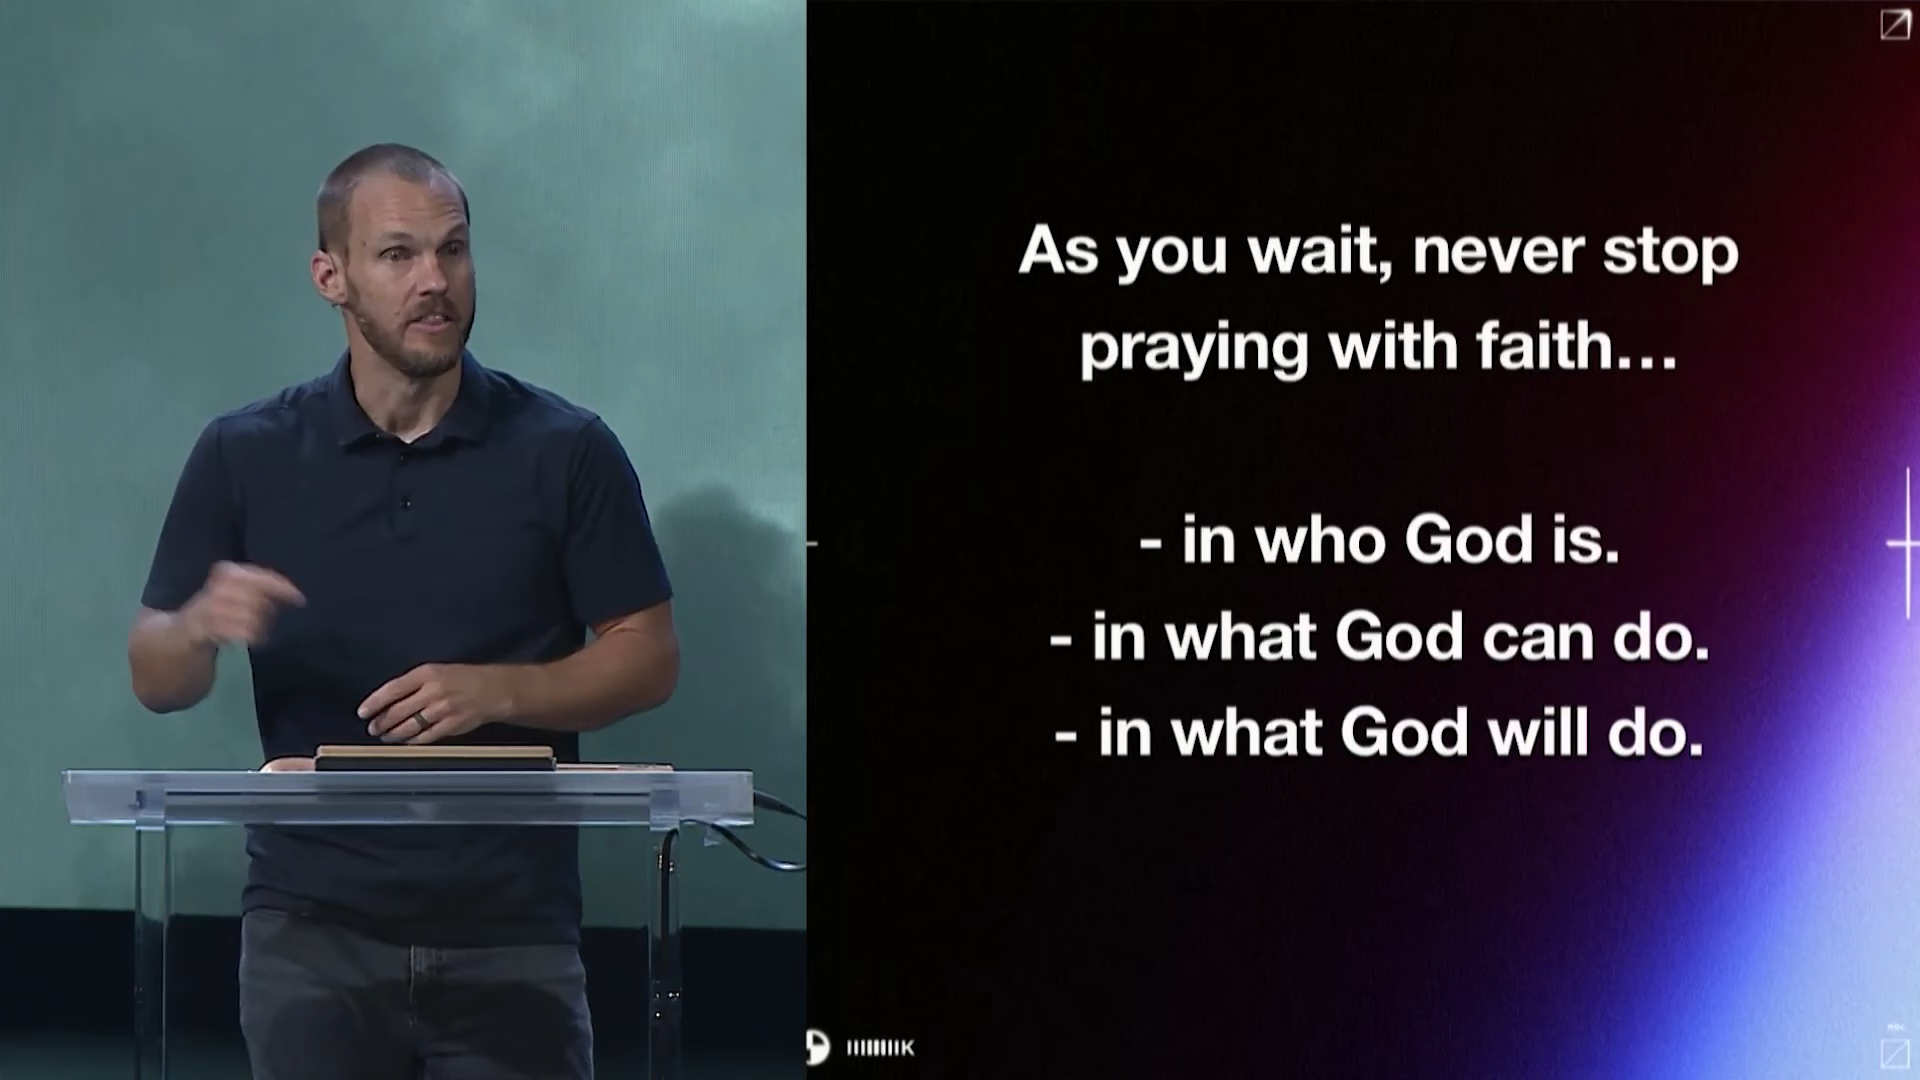 As you wait, never stop
praying with faith…
- in who God is.
- in what God can do.
- in what God will do.